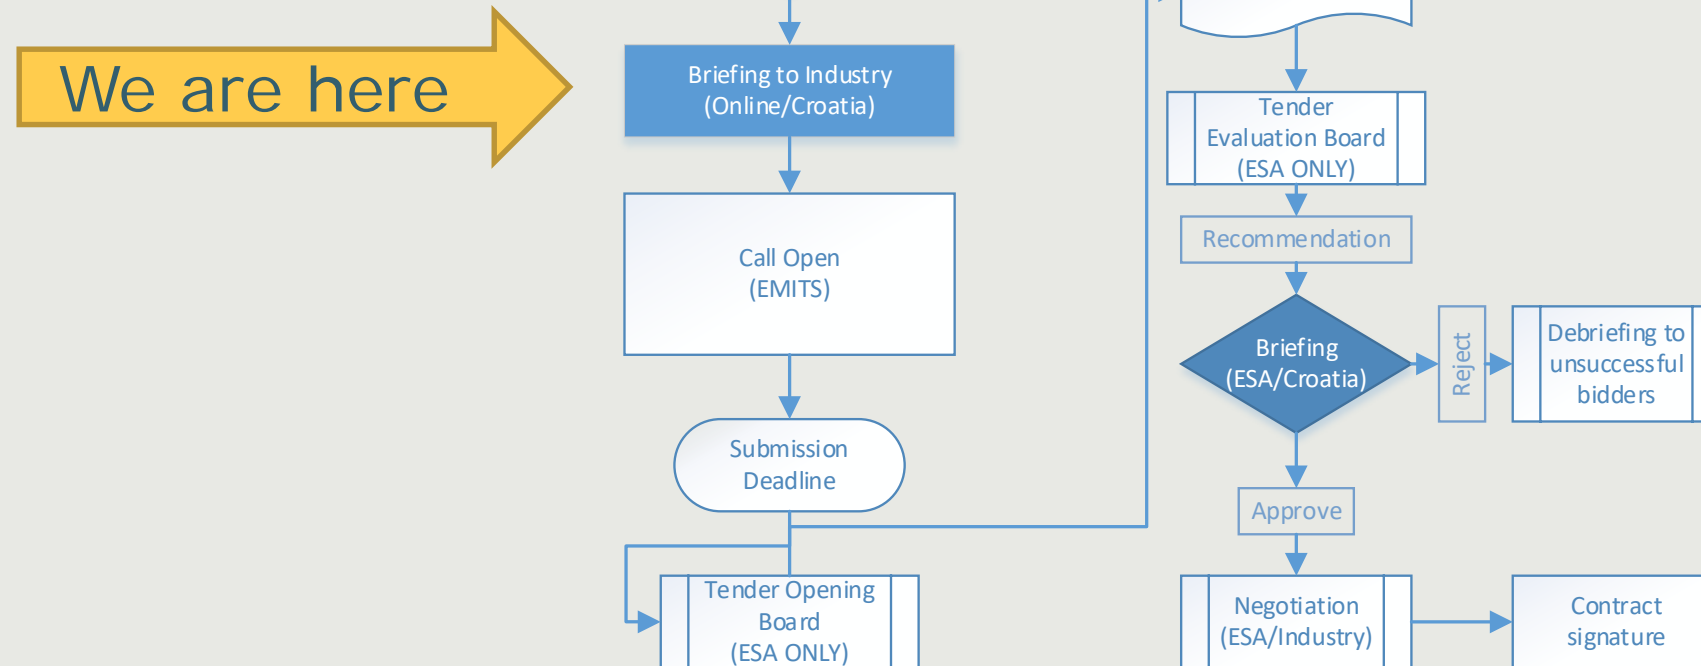 We are here
Briefing to Industry
(Online/Croatia)
Call Open
(EMITS)
Submission
Deadline
Tender Opening
Board
(ESA ONLY)
Tender
Evaluation Board
(ESA ONLY)
Recommendation
Briefing
(ESA/Croatia)
Reject
Debriefing to
unsuccessful
bidders
Approve
Negotiation
(ESA/Industry)
Contract
signature